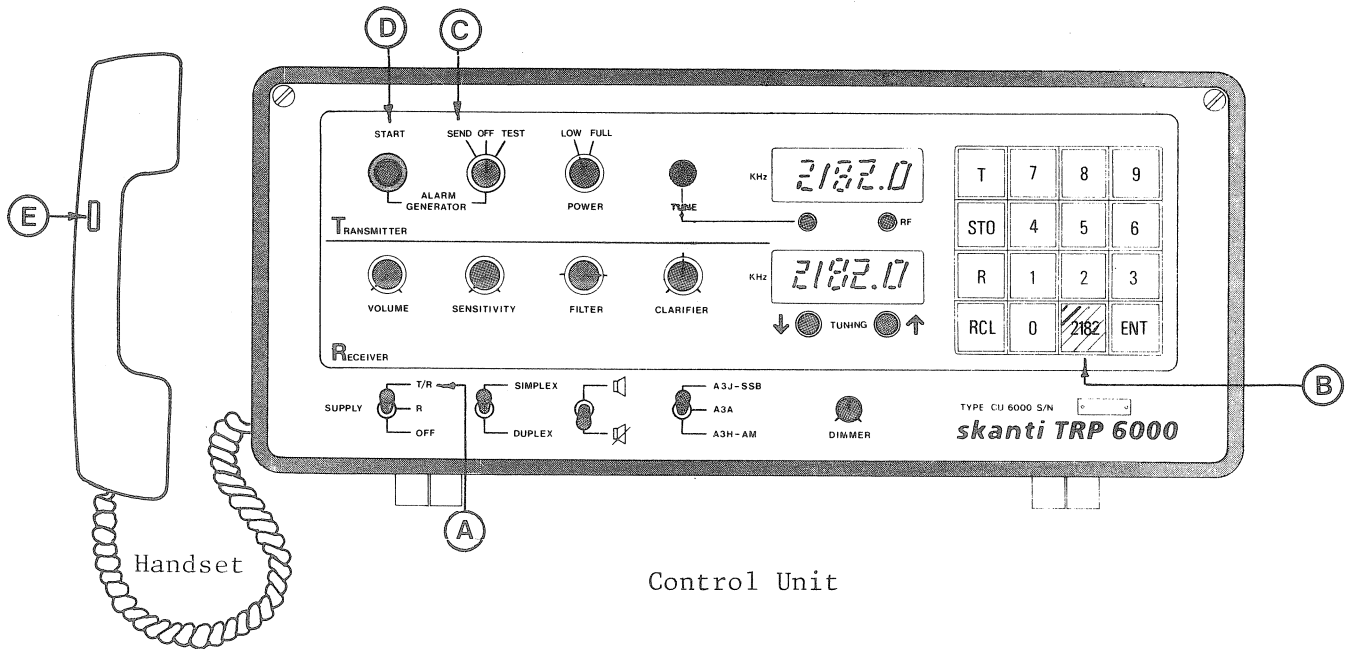 D C
START SEND OFF TEST LOW FULL
ALARM GENERATOR
POWER
TUNE
KHz 2182.0
RF
TRANSMITTER
T 7 8 9
STO 4 5 6
R 1 2 3
RCL 0 2182 ENT
E
VOLUME SENSITIVITY FILTER CLARIFIER
KHz 2182.0
TUNING
RECEIVER
B
SUPPLY
T/R
R
OFF
SIMPLEX
DUPLEX
A3J-SSB
A3A
A3H-AM
DIMMER
TYPE CU 6000 S/N
skanti TRP 6000
A
Handset
Control Unit